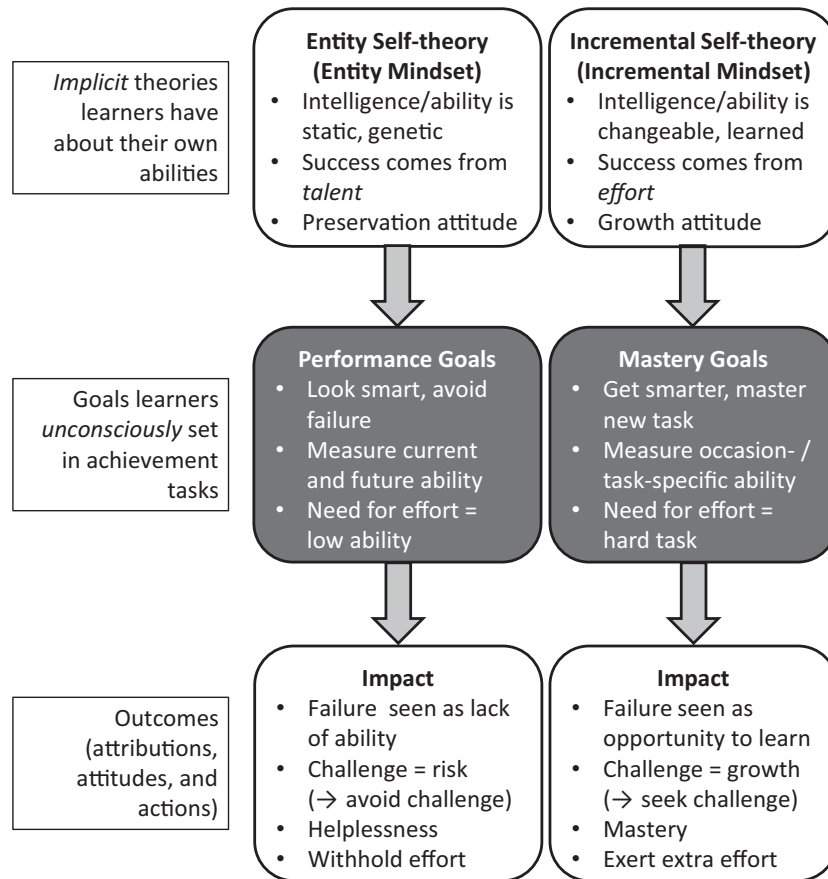 Implicit theories
learners have
about their own
abilities
Entity Self-theory
(Entity Mindset)
• Intelligence/ability is
static, genetic
• Success comes from
talent
• Preservation attitude
Incremental Self-theory
(Incremental Mindset)
• Intelligence/ability is
changeable, learned
• Success comes from
effort
• Growth attitude
Goals learners
unconsciously set
in achievement
tasks
Performance Goals
• Look smart, avoid
failure
• Measure current
and future ability
• Need for effort =
low ability
Mastery Goals
• Get smarter, master
new task
• Measure occasion- /
task-specific ability
• Need for effort =
hard task
Outcomes
(attributions,
attitudes, and
actions)
Impact
• Failure seen as lack
of ability
• Challenge = risk
(→ avoid challenge)
• Helplessness
• Withhold effort
Impact
• Failure seen as
opportunity to learn
• Challenge = growth
(→ seek challenge)
• Mastery
• Exert extra effort